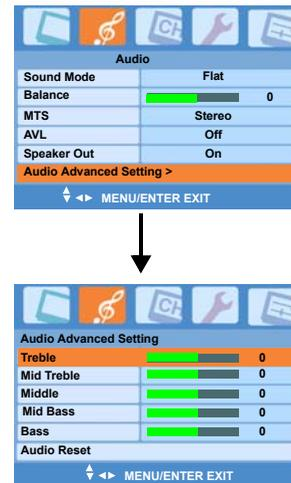 CH
Audio
Sound Mode Flat
Balance 0
MTS Stereo
AVL Off
Speaker Out On
Audio Advanced Setting >
MENU/ENTER EXIT
CH
Audio Advanced Setting
Treble 0
Mid Treble 0
Middle 0
Mid Bass 0
Bass 0
Audio Reset
MENU/ENTER EXIT